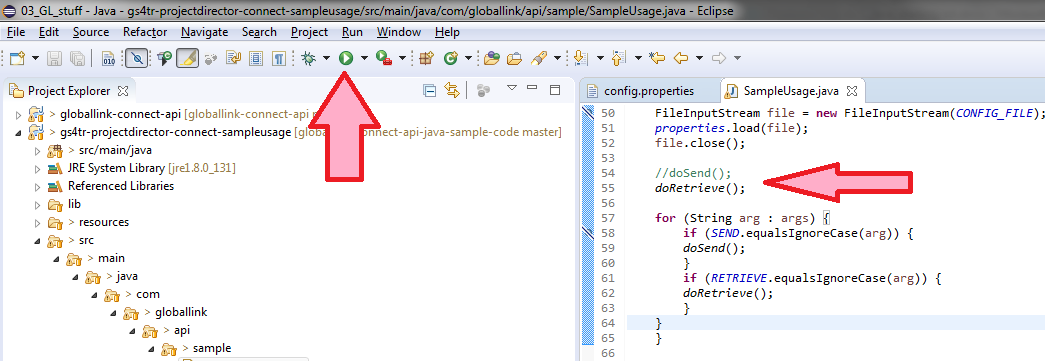 03_GL_stuff - Java - gs4tr-projectdirector-connect-sampleusage/src/main/java/com/globallink/api/sample/SampleUsage.java - Eclipse
File Edit Source Refactor Navigate Search Project Run Window Help
010
Project Explorer
> globallink-connect-api [globallink-connect-api
> gs4tr-projectdirector-connect-sampleusage [glob connect-api-java-sample-code master]
> src/main/java
JRE System Library [jre1.8.0_131]
Referenced Libraries
lib
> resources
> src
> main
> java
> com
> globallink
> api
> sample
config.properties SampleUsage.java
50 FileInputStream file = new FileInputStream(CONFIG_FILE);
51 properties.load(file);
52 file.close();
53
54 //doSend();
55 doRetrieve();
56
57 for (String arg : args) {
58 if (SEND.equalsIgnoreCase(arg)) {
59 doSend();
60 }
61 if (RETRIEVE.equalsIgnoreCase(arg)) {
62 doRetrieve();
63 }
64 }
65 }
66